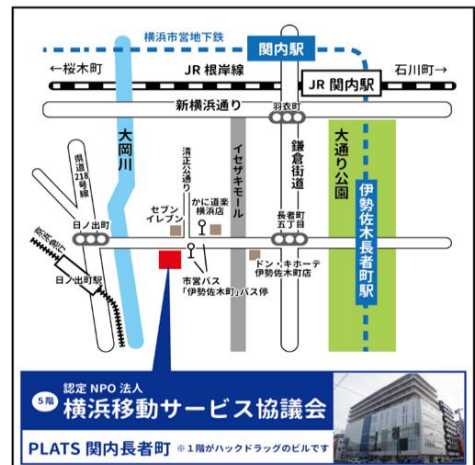 横浜市営地下鉄
関内駅
←桜木町
JR 根岸線
石川町→
JR 関内駅
新横浜通り
羽衣町
大岡川
県道218号線
清正公通り
イセザキモール
鎌倉街道
大通り公園
セブン
イレブン
かに道楽
横浜店
長者町
五丁目
日ノ出町
伊勢佐木長者町駅
京浜急行
日ノ出町駅
市営バス
「伊勢佐木町」バス停
ドン・キホーテ
伊勢佐木町店
5階
認定 NPO 法人
横浜移動サービス協議会
PLATS 関内長者町 ※1階がハックドラッグのビルです